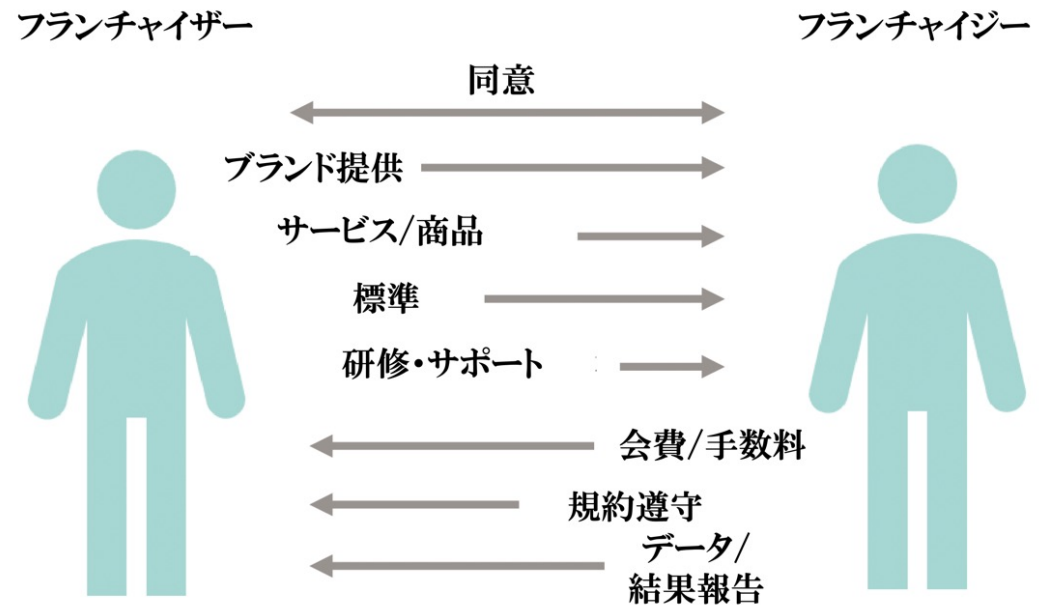 フランチャイザー
フランチャイジー
同意
ブランド提供
サービス/商品
標準
研修・サポート
会費/手数料
規約遵守
データ/
結果報告